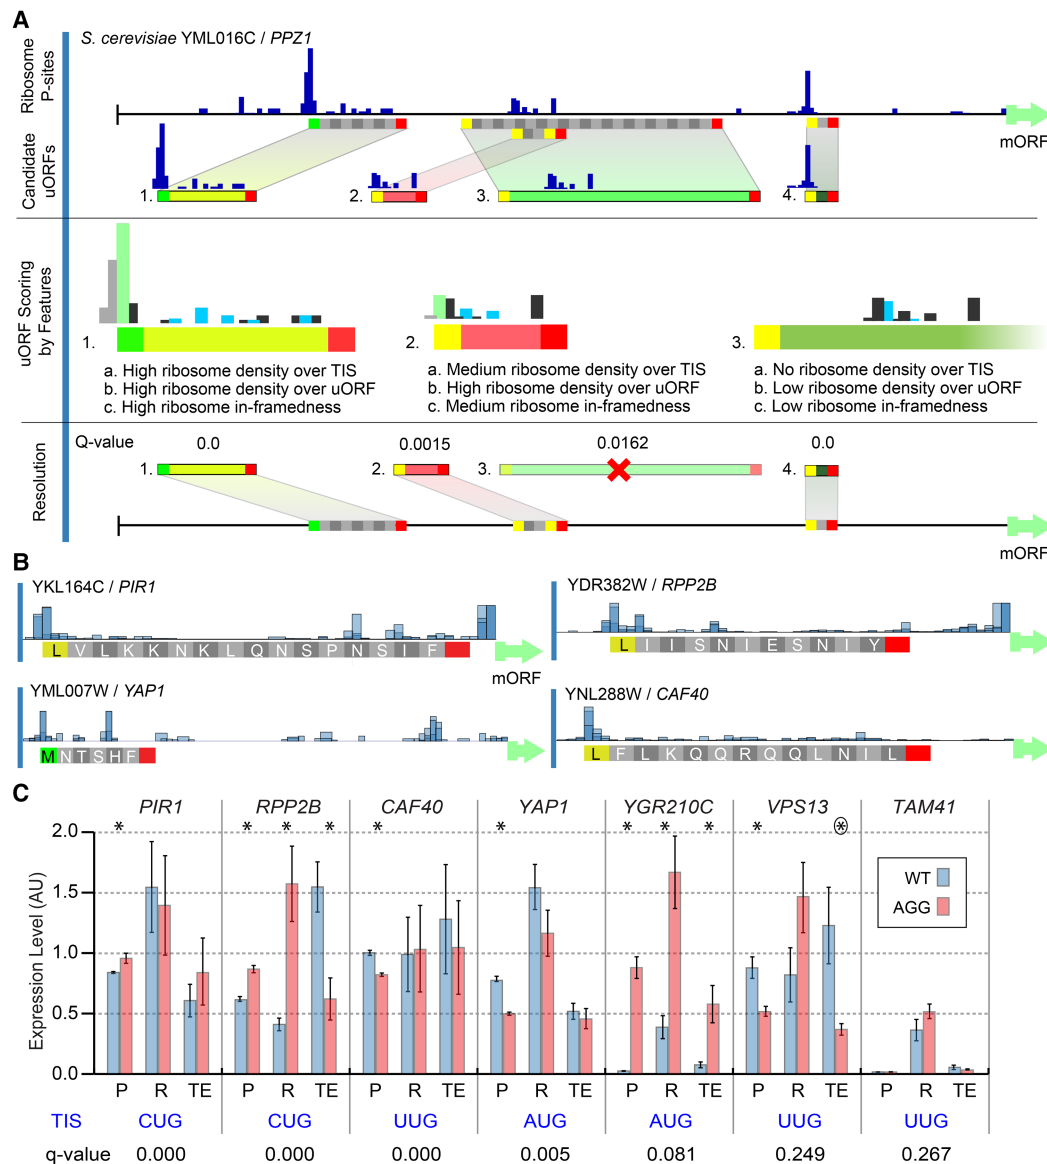 A
S. cerevisiae YML016C / PPZ1
Ribosome
P-sites
mORF
Candidate
uORFs
1.
2.
3.
4.
uORF Scoring
by Features
1.
2.
3.
a. High ribosome density over TIS
b. High ribosome density over uORF
c. High ribosome in-framedness
a. Medium ribosome density over TIS
b. High ribosome density over uORF
c. Medium ribosome in-framedness
a. No ribosome density over TIS
b. Low ribosome density over uORF
c. Low ribosome in-framedness
Resolution
Q-value 0.0 0.0015 0.0162 0.0
1.
2.
3.
4.
mORF
B
YKL164C / PIR1
L V L K K N K L Q N S P N S I F
mORF
YDR382W / RPP2B
L I I S N I E S N I Y
YML007W / YAP1
M N T S H F
YNL288W / CAF40
L F L K Q Q R Q Q L N I L
C
PIR1 RPP2B CAF40 YAP1 YGR210C VPS13 TAM41
* * * * * * * * * * *
Expression Level (AU)
2.0
1.5
1.0
0.5
0.0
WT
AGG
P R TE P R TE P R TE P R TE P R TE P R TE P R TE
TIS CUG CUG UUG AUG AUG UUG UUG
q-value 0.000 0.000 0.000 0.005 0.081 0.249 0.267